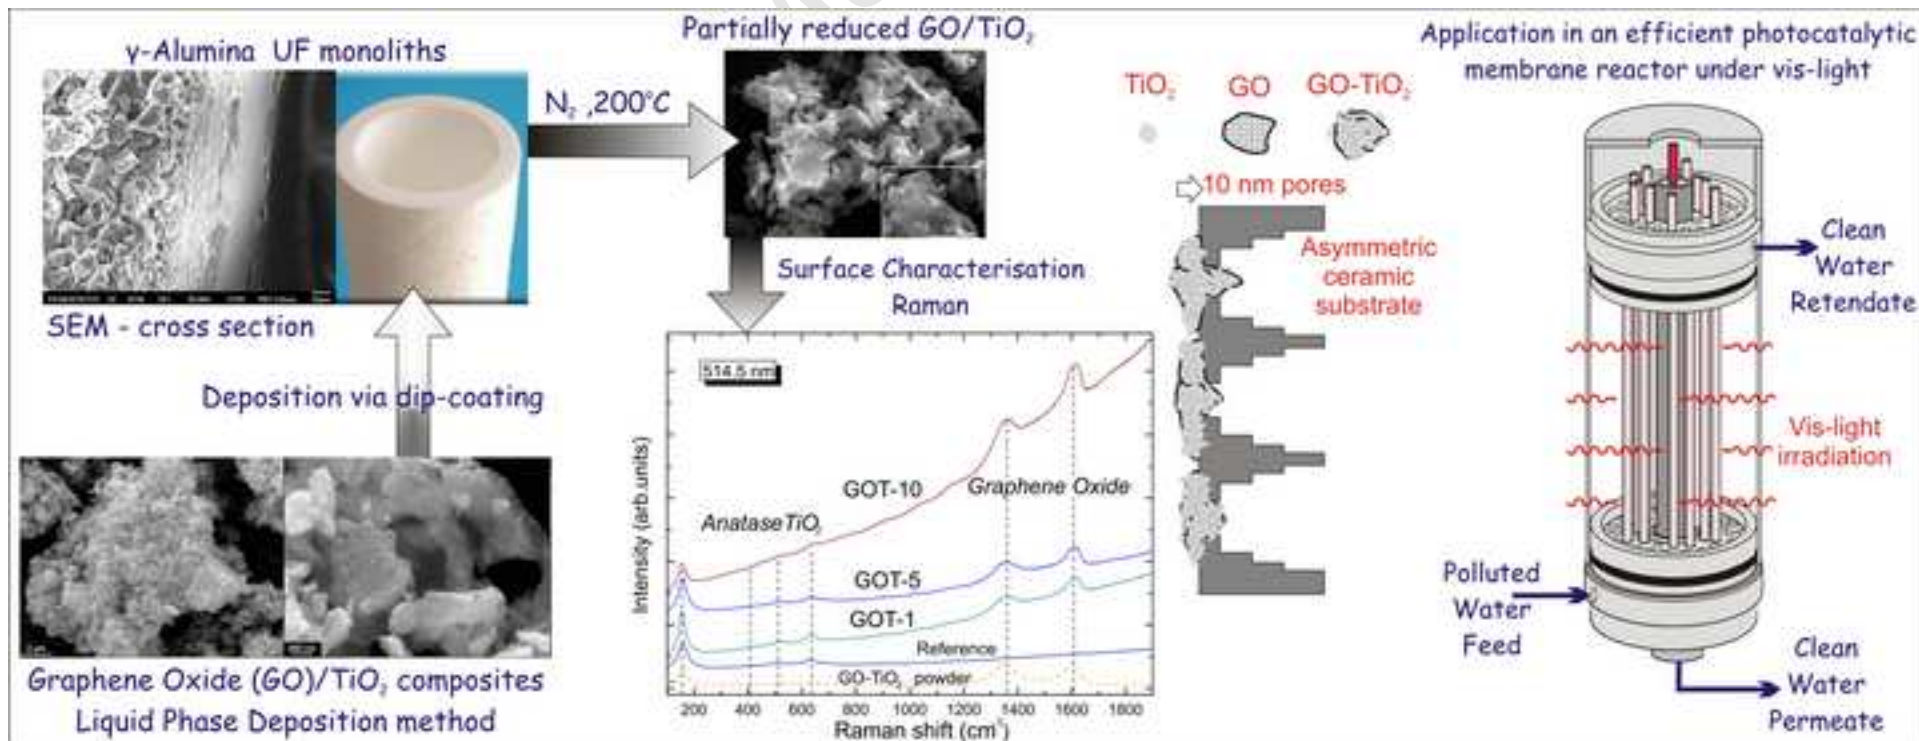 γ-Alumina UF monoliths
SEM - cross section
Deposition via dip-coating
Graphene Oxide (GO)/TiO₂ composites
Liquid Phase Deposition method
N₂ ,200°C
Partially reduced GO/TiO₂
Surface Characterisation
Raman
514.5 nm
Intensity (arb.units)
GOT-10
Graphene Oxide
Anatase TiO₂
GOT-5
GOT-1
Reference
GO-TiO₂ powder
200 400 600 800 1000 1200 1400 1600 1800
Raman shift (cm⁻¹)
TiO₂ GO GO-TiO₂
10 nm pores
Asymmetric
ceramic
substrate
Application in an efficient photocatalytic
membrane reactor under vis-light
Clean
Water
Retendate
Vis-light
irradiation
Polluted
Water
Feed
Clean
Water
Permeate